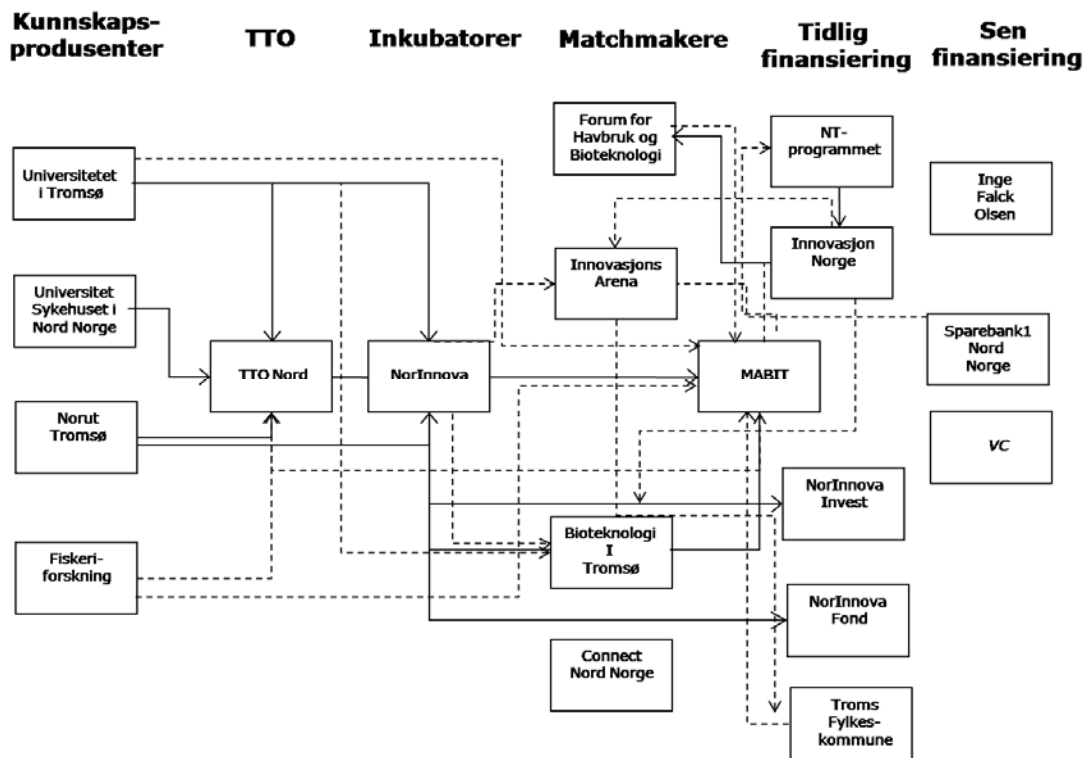 Kunnskaps-
produsenter
TTO
Inkubatorer
Matchmakere
Tidlig
finansiering
Sen
finansiering
Universitetet
i Tromsø
Universitet
Sykehuset i
Nord Norge
Norut
Tromsø
Fiskeri-
forskning
TTO Nord
NorInnova
Forum for
Havbruk og
Bioteknologi
Innovasjons
Arena
MABIT
Bioteknologi
I
Tromsø
Connect
Nord Norge
NT-
programmet
Innovasjon
Norge
NorInnova
Invest
NorInnova
Fond
Troms
Fylkes-
kommune
Inge
Falck
Olsen
Sparebank1
Nord
Norge
VC